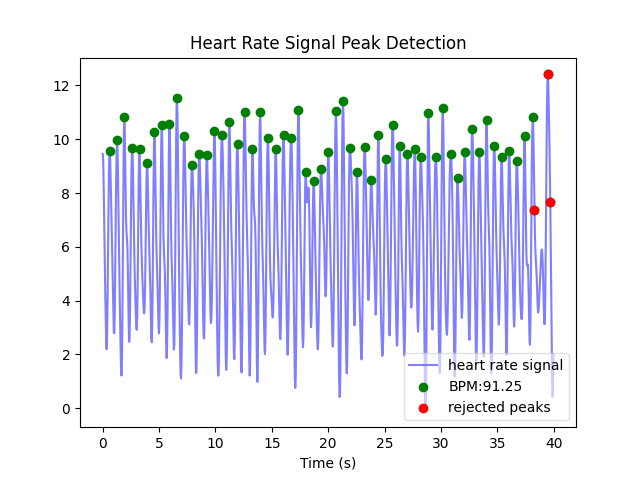 Heart Rate Signal Peak Detection
12
10
8
6
4
2
0
heart rate signal
BPM:91.25
rejected peaks
0 5 10 15 20 25 30 35 40
Time (s)